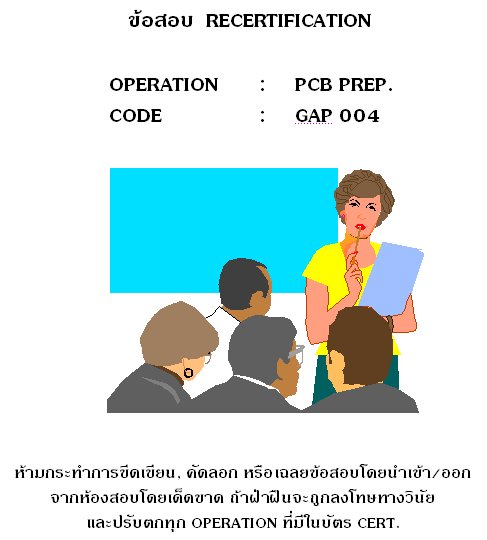 ข้อสอบ RECERTIFICATION
OPERATION : PCB PREP.
CODE : GAP 004
ห้ามกระทำการขีดเขียน, คัดลอก หรือเฉลยข้อสอบโดยนำเข้า/ออก
จากห้องสอบโดยเด็ดขาด ถ้าฝ่าฝืนจะถูกลงโทษทางวินัย
และปรับตกทุก OPERATION ที่มีในบัตร CERT.